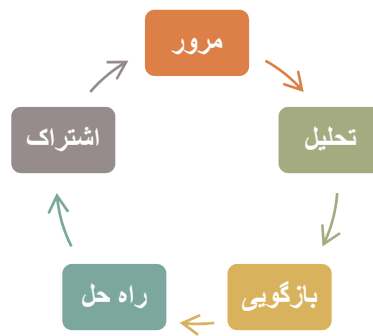 مرور
تحلیل
بازگویی
راه حل
اشتراک